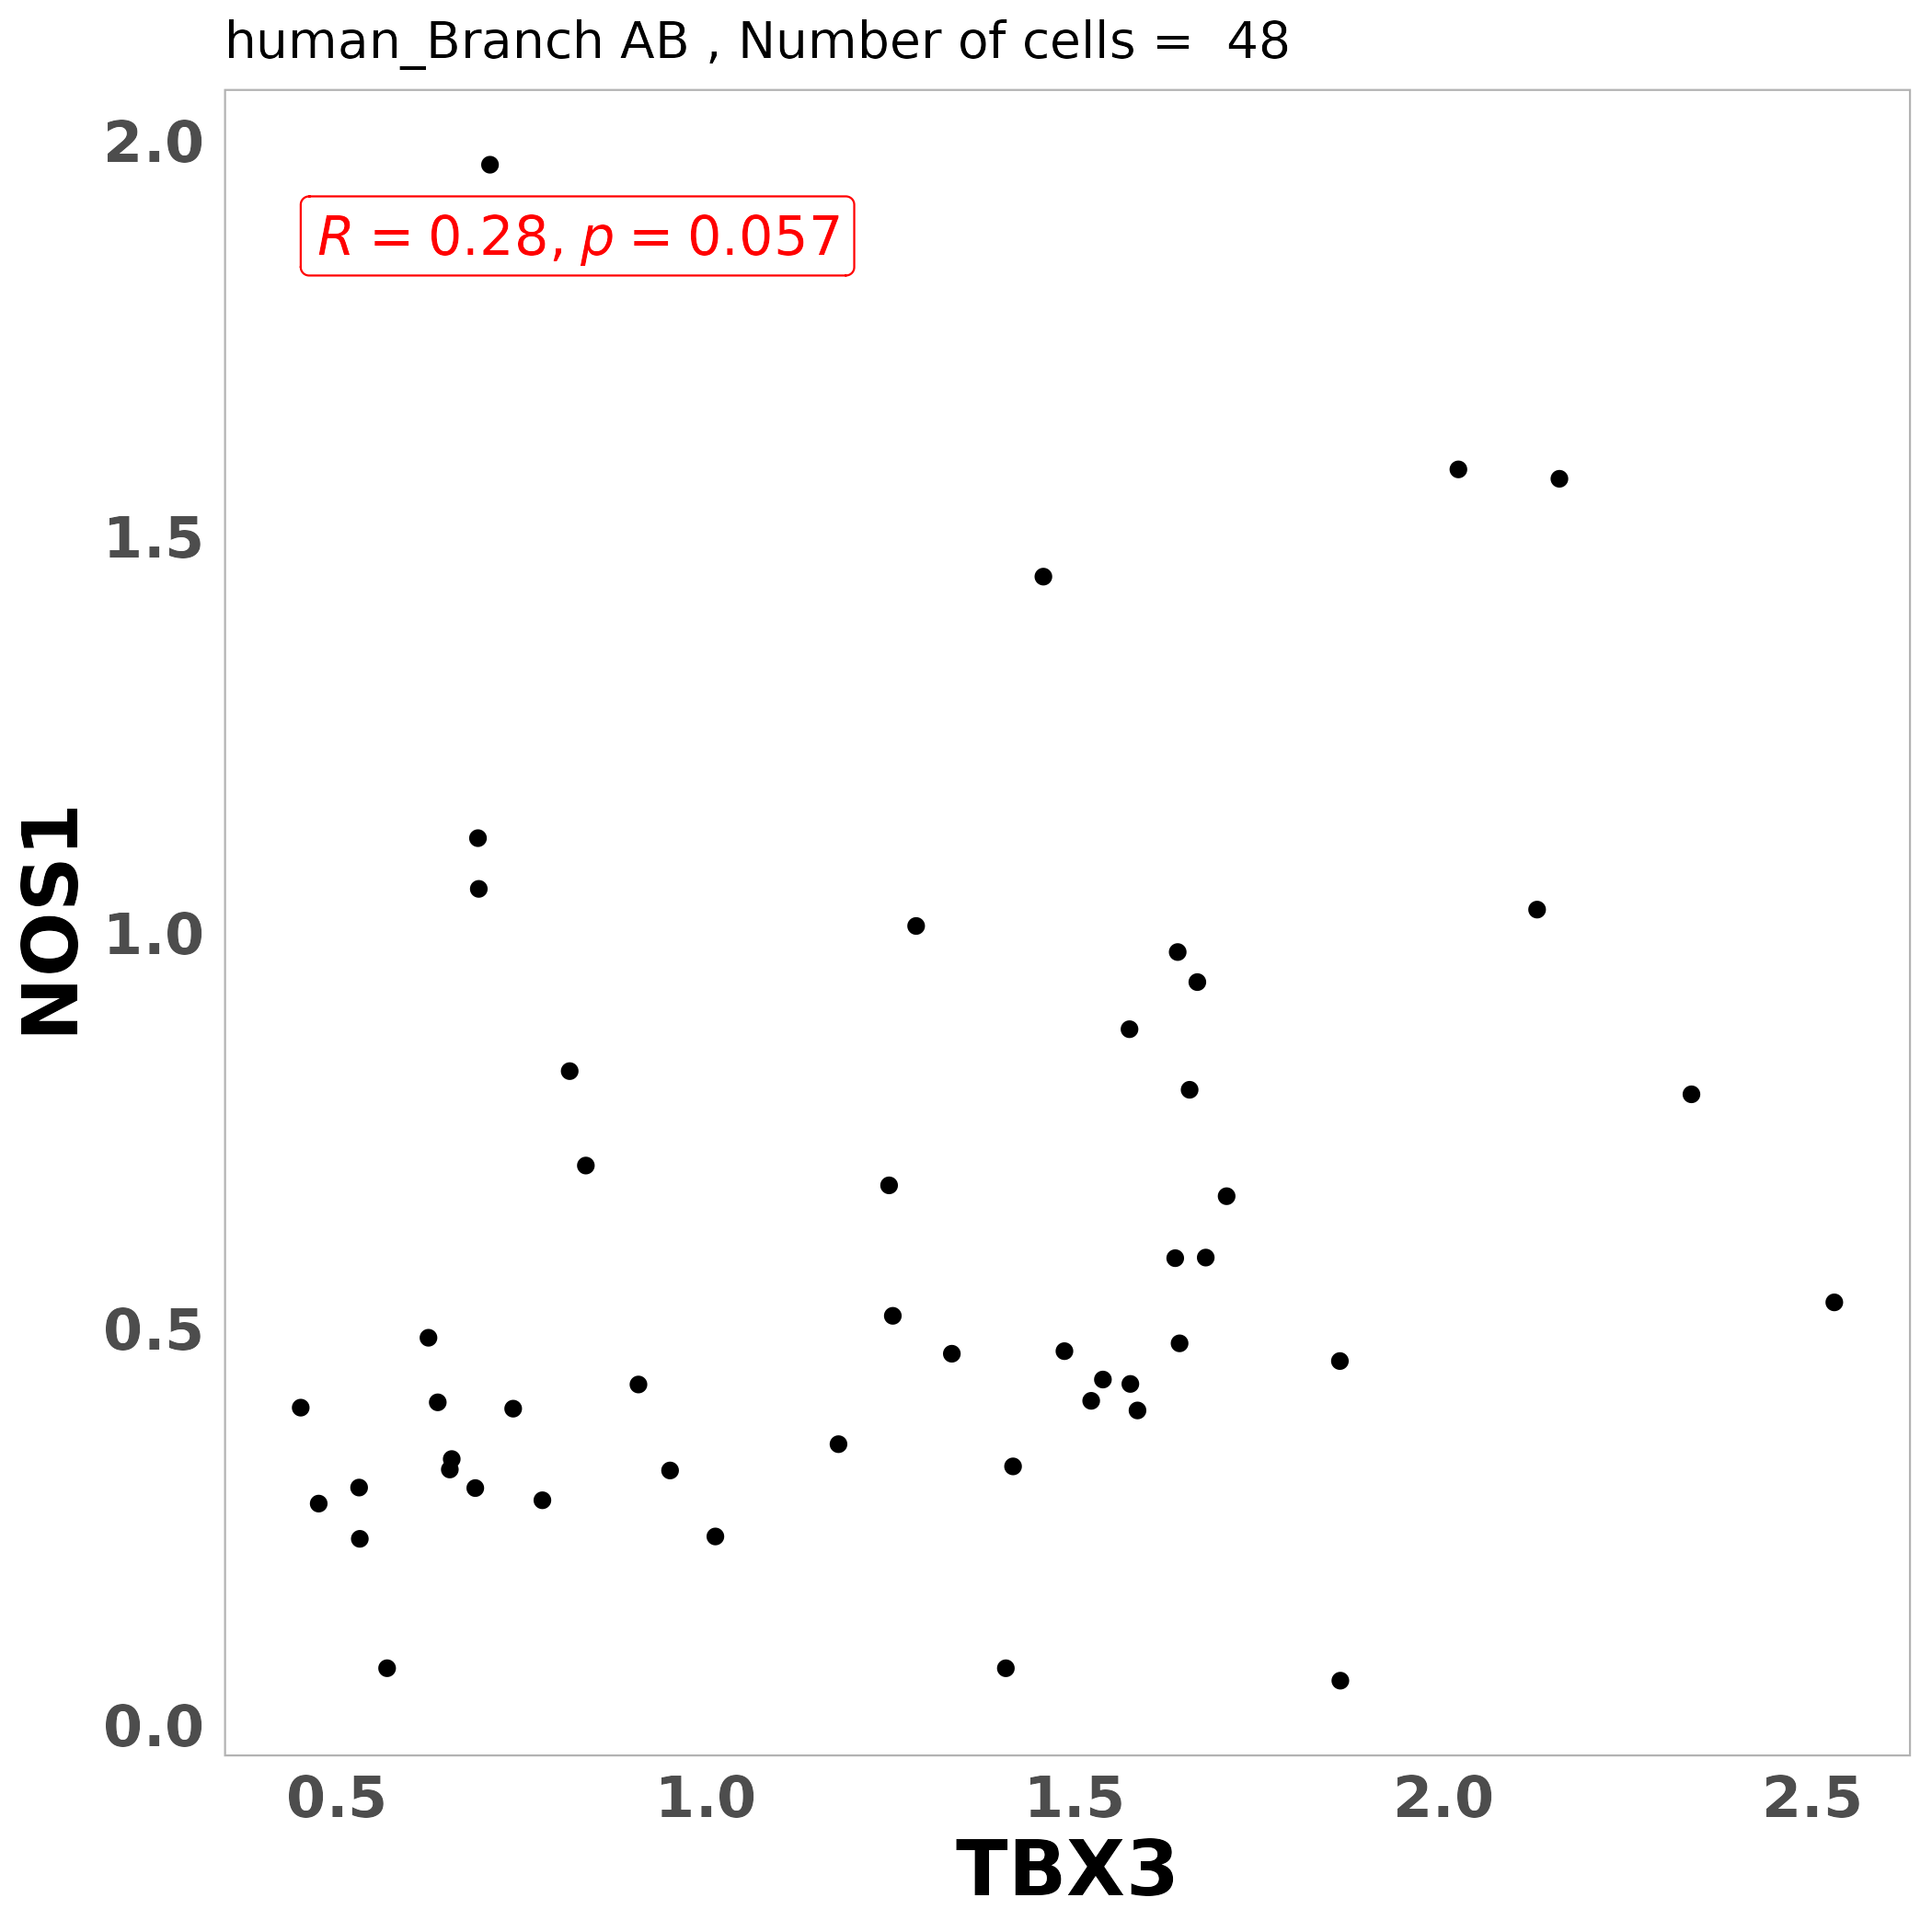 human_Branch AB , Number of cells =  48
2.0
R = 0.28, p = 0.057
1.5
1.0
0.5
0.0
NOS1
0.5 1.0 1.5 2.0 2.5
TBX3